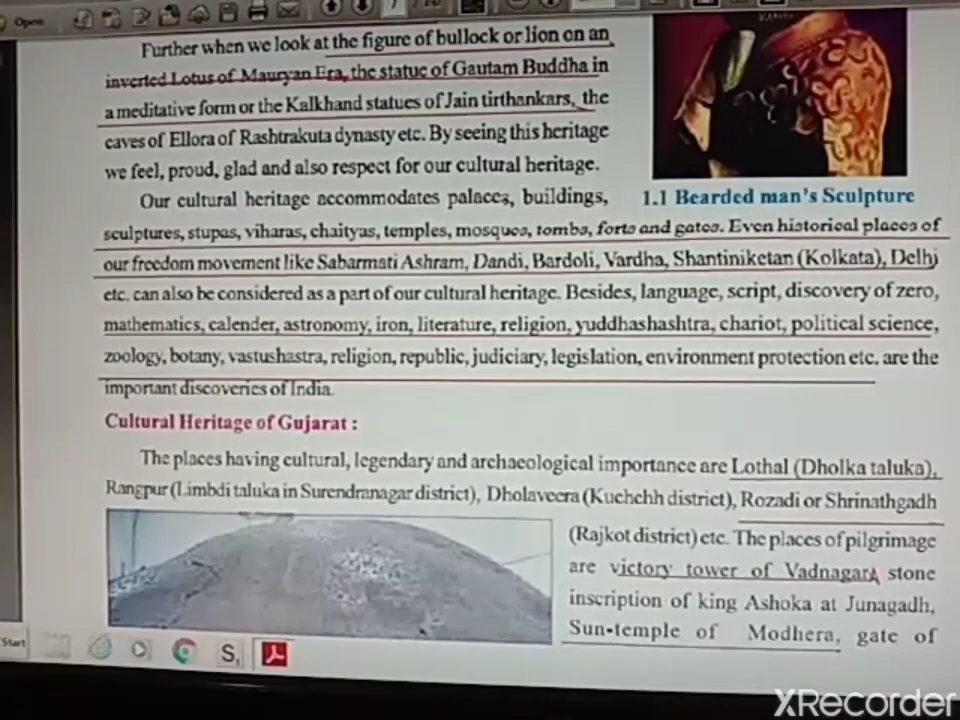 Open
Further when we look at the figure of bullock or lion on an
inverted Lotus of Mauryan Era, the statue of Gautam Buddha in
a meditative form or the Kalkhand statues of Jain tirthankars, the
caves of Ellora of Rashtrakuta dynasty etc. By seeing this heritage
we feel, proud, glad and also respect for our cultural heritage.
Our cultural heritage accommodates palaces, buildings,
1.1 Bearded man's Sculpture
sculptures, stupas, viharas, chaityas, temples, mosques, tombs, forts and gates. Even historical places of
our freedom movement like Sabarmati Ashram, Dandi, Bardoli, Vardha, Shantiniketan (Kolkata), Delhi
etc. can also be considered as a part of our cultural heritage. Besides, language, script, discovery of zero,
mathematics, calender, astronomy, iron, literature, religion, yuddhashashtra, chariot, political science,
zoology, botany, vastushastra, religion, republic, judiciary, legislation, environment protection etc. are the
important discoveries of India.
Cultural Heritage of Gujarat :
The places having cultural, legendary and archaeological importance are Lothal (Dholka taluka),
Rangpur (Limbdi taluka in Surendranagar district), Dholaveera (Kuchchh district), Rozadi or Shrinathgadh
(Rajkot district) etc. The places of pilgrimage
are victory tower of Vadnagar, stone
inscription of king Ashoka at Junagadh,
Sun-temple of Modhera, gate of
Start
S
XRecorder